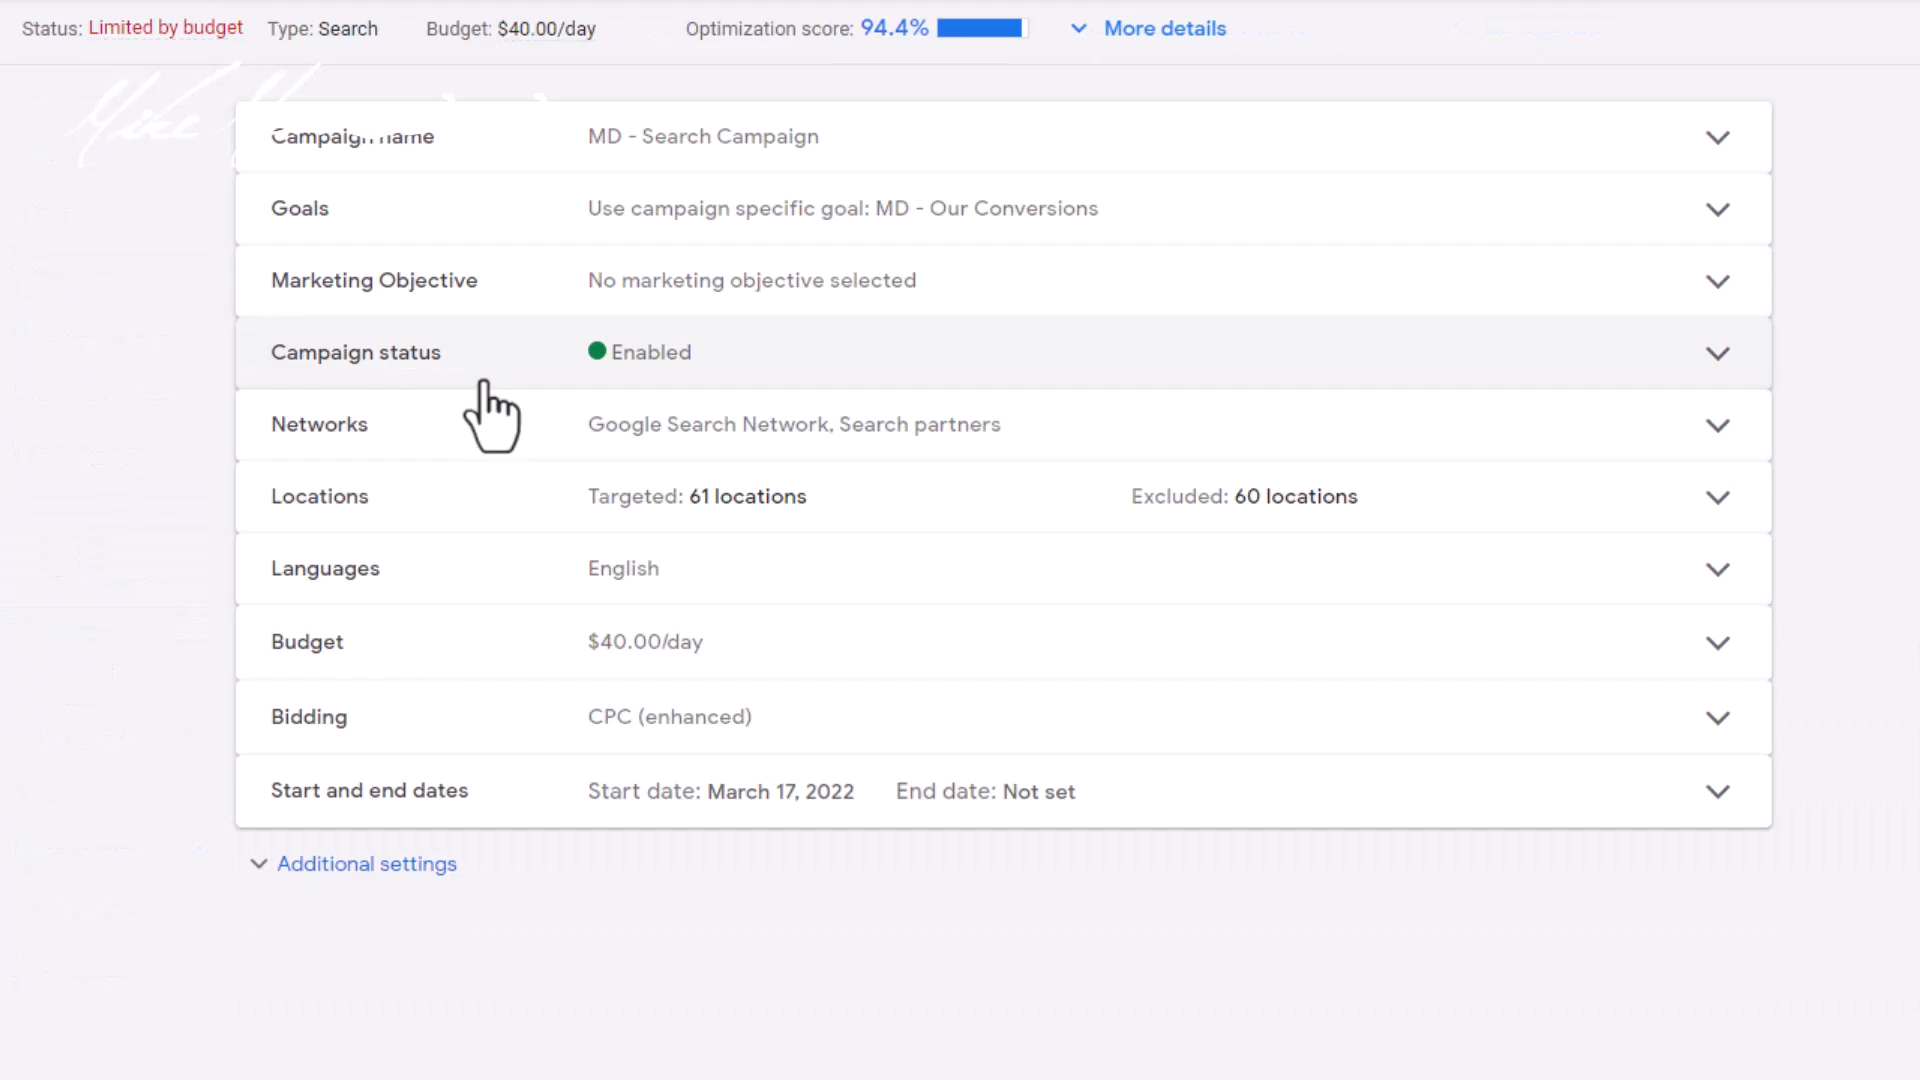 Status: Limited by budget Type: Search Budget: $40.00/day Optimization score: 94.4% More details
Mike
Campaign name MD - Search Campaign
Goals Use campaign specific goal: MD - Our Conversions
Marketing Objective No marketing objective selected
Campaign status Enabled
Networks Google Search Network, Search partners
Locations Targeted: 61 locations Excluded: 60 locations
Languages English
Budget $40.00/day
Bidding CPC (enhanced)
Start and end dates Start date: March 17, 2022 End date: Not set
Additional settings